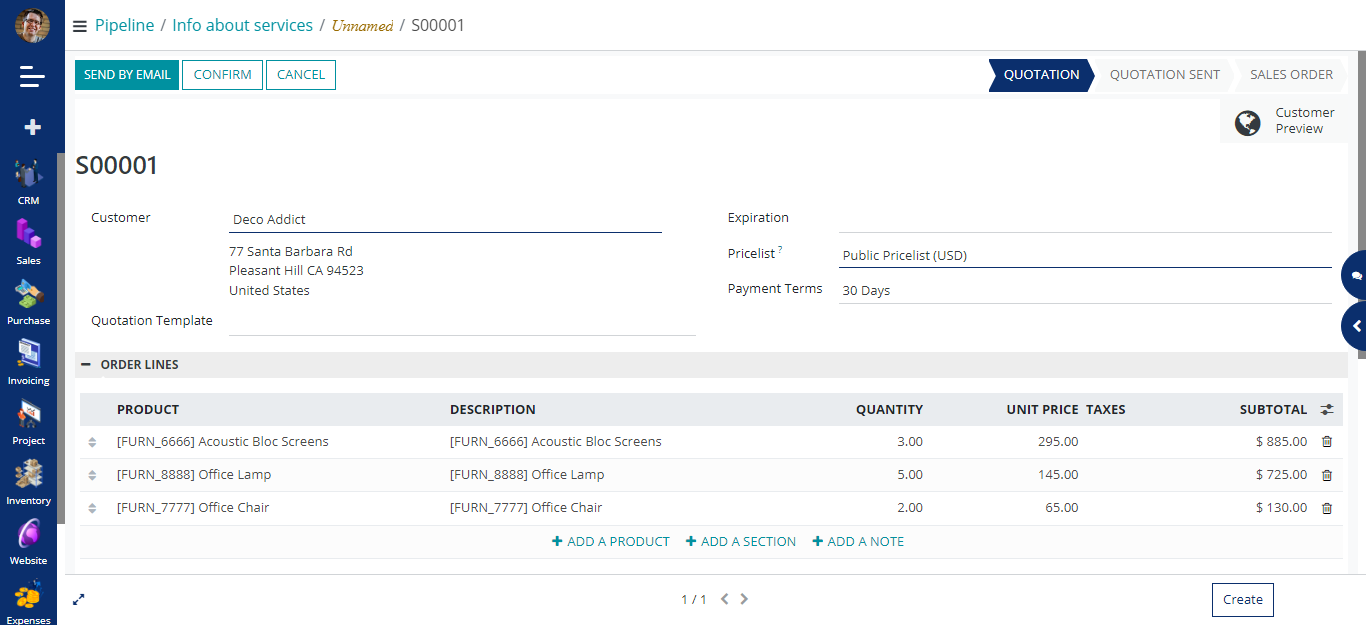 Pipeline / Info about services / Unnamed / S00001
SEND BY EMAIL CONFIRM CANCEL
QUOTATION QUOTATION SENT SALES ORDER
Customer
Preview
S00001
Customer Deco Addict
77 Santa Barbara Rd
Pleasant Hill CA 94523
United States
Quotation Template
Expiration
Pricelist ? Public Pricelist (USD)
Payment Terms 30 Days
ORDER LINES
PRODUCT DESCRIPTION QUANTITY UNIT PRICE TAXES SUBTOTAL
[FURN_6666] Acoustic Bloc Screens [FURN_6666] Acoustic Bloc Screens 3.00 295.00 $ 885.00
[FURN_8888] Office Lamp [FURN_8888] Office Lamp 5.00 145.00 $ 725.00
[FURN_7777] Office Chair [FURN_7777] Office Chair 2.00 65.00 $ 130.00
ADD A PRODUCT ADD A SECTION ADD A NOTE
1 / 1
Create
CRM
Sales
Purchase
Invoicing
Project
Inventory
Website
Expenses